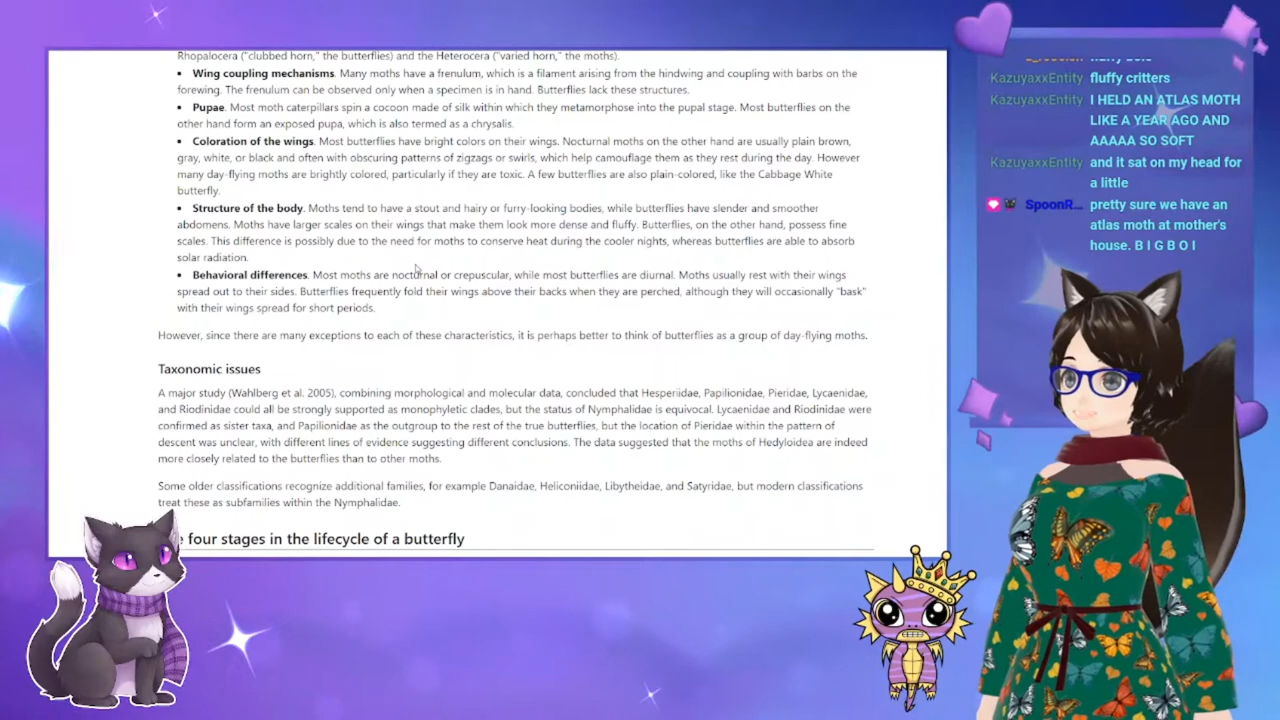 Rhopalocera ("clubbed horn," the butterflies) and the Heterocera ("varied horn," the moths).
▪ Wing coupling mechanisms. Many moths have a frenulum, which is a filament arising from the hindwing and coupling with barbs on the
forewing. The frenulum can be observed only when a specimen is in hand. Butterflies lack these structures.
▪ Pupae. Most moth caterpillars spin a cocoon made of silk within which they metamorphose into the pupal stage. Most butterflies on the
other hand form an exposed pupa, which is also termed as a chrysalis.
▪ Coloration of the wings. Most butterflies have bright colors on their wings. Nocturnal moths on the other hand are usually plain brown,
gray, white, or black and often with obscuring patterns of zigzags or swirls, which help camouflage them as they rest during the day. However
many day-flying moths are brightly colored, particularly if they are toxic. A few butterflies are also plain-colored, like the Cabbage White
butterfly.
▪ Structure of the body. Moths tend to have a stout and hairy or furry-looking bodies, while butterflies have slender and smoother
abdomens. Moths have larger scales on their wings that make them look more dense and fluffy. Butterflies, on the other hand, possess fine
scales. This difference is possibly due to the need for moths to conserve heat during the cooler nights, whereas butterflies are able to absorb
solar radiation.
▪ Behavioral differences. Most moths are nocturnal or crepuscular, while most butterflies are diurnal. Moths usually rest with their wings
spread out to their sides. Butterflies frequently fold their wings above their backs when they are perched, although they will occasionally "bask"
with their wings spread for short periods.
However, since there are many exceptions to each of these characteristics, it is perhaps better to think of butterflies as a group of day-flying moths.
Taxonomic issues
A major study (Wahlberg et al. 2005), combining morphological and molecular data, concluded that Hesperiidae, Papilionidae, Pieridae, Lycaenidae,
and Riodinidae could all be strongly supported as monophyletic clades, but the status of Nymphalidae is equivocal. Lycaenidae and Riodinidae were
confirmed as sister taxa, and Papilionidae as the outgroup to the rest of the true butterflies, but the location of Pieridae within the pattern of
descent was unclear, with different lines of evidence suggesting different conclusions. The data suggested that the moths of Hedyloidea are indeed
more closely related to the butterflies than to other moths.
Some older classifications recognize additional families, for example Danaidae, Heliconiidae, Libytheidae, and Satyridae, but modern classifications
treat these as subfamilies within the Nymphalidae.
four stages in the lifecycle of a butterfly
KazuyaxxEntity fluffy critters
KazuyaxxEntity I HELD AN ATLAS MOTH
LIKE A YEAR AGO AND
AAAAA SO SOFT
KazuyaxxEntity and it sat on my head for
a little
SpoonR... pretty sure we have an
atlas moth at mother's
house. B I G B O I